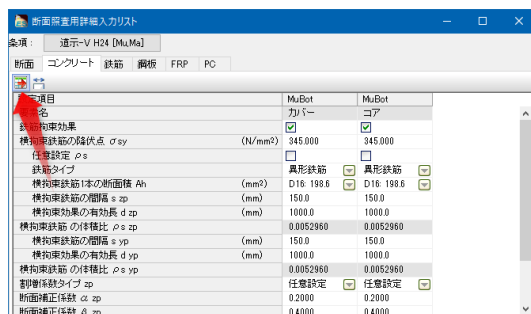 断面照査用詳細入力リスト
条項： 道示-V H24 [Mu,Ma]
断面 コンクリート 鉄筋 鋼板 FRP PC
項目 MuBot MuBot
カバー コア
鉄筋拘束効果
横拘束鉄筋の降伏点 σsy (N/mm2) 345.000 345.000
任意設定 ρs
鉄筋タイプ 異形鉄筋 異形鉄筋
横拘束鉄筋1本の断面積 Ah (mm2) D16: 198.6 D16: 198.6
横拘束鉄筋の間隔 s zp (mm) 150.0 150.0
横拘束効果の有効長 d zp (mm) 1000.0 1000.0
横拘束鉄筋 の体積比 ρs zp 0.0052960 0.0052960
横拘束鉄筋の間隔 s yp (mm) 150.0 150.0
横拘束効果の有効長 d yp (mm) 1000.0 1000.0
横拘束鉄筋 の体積比 ρs yp 0.0052960 0.0052960
割増係数タイプ zp 任意設定 任意設定
断面補正係数 α zp 0.2000 0.2000
断面補正係数 β zp 0.4000 0.4000